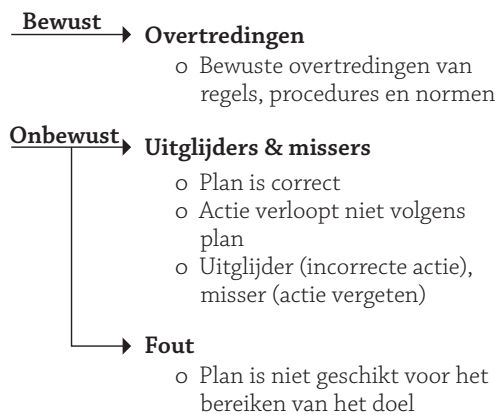 Bewust
Overtredingen
o Bewuste overtredingen van
regels, procedures en normen
Onbewust
Uitglijders & missers
o Plan is correct
o Actie verloopt niet volgens
plan
o Uitglijder (incorrecte actie),
misser (actie vergeten)
Fout
o Plan is niet geschikt voor het
bereiken van het doel